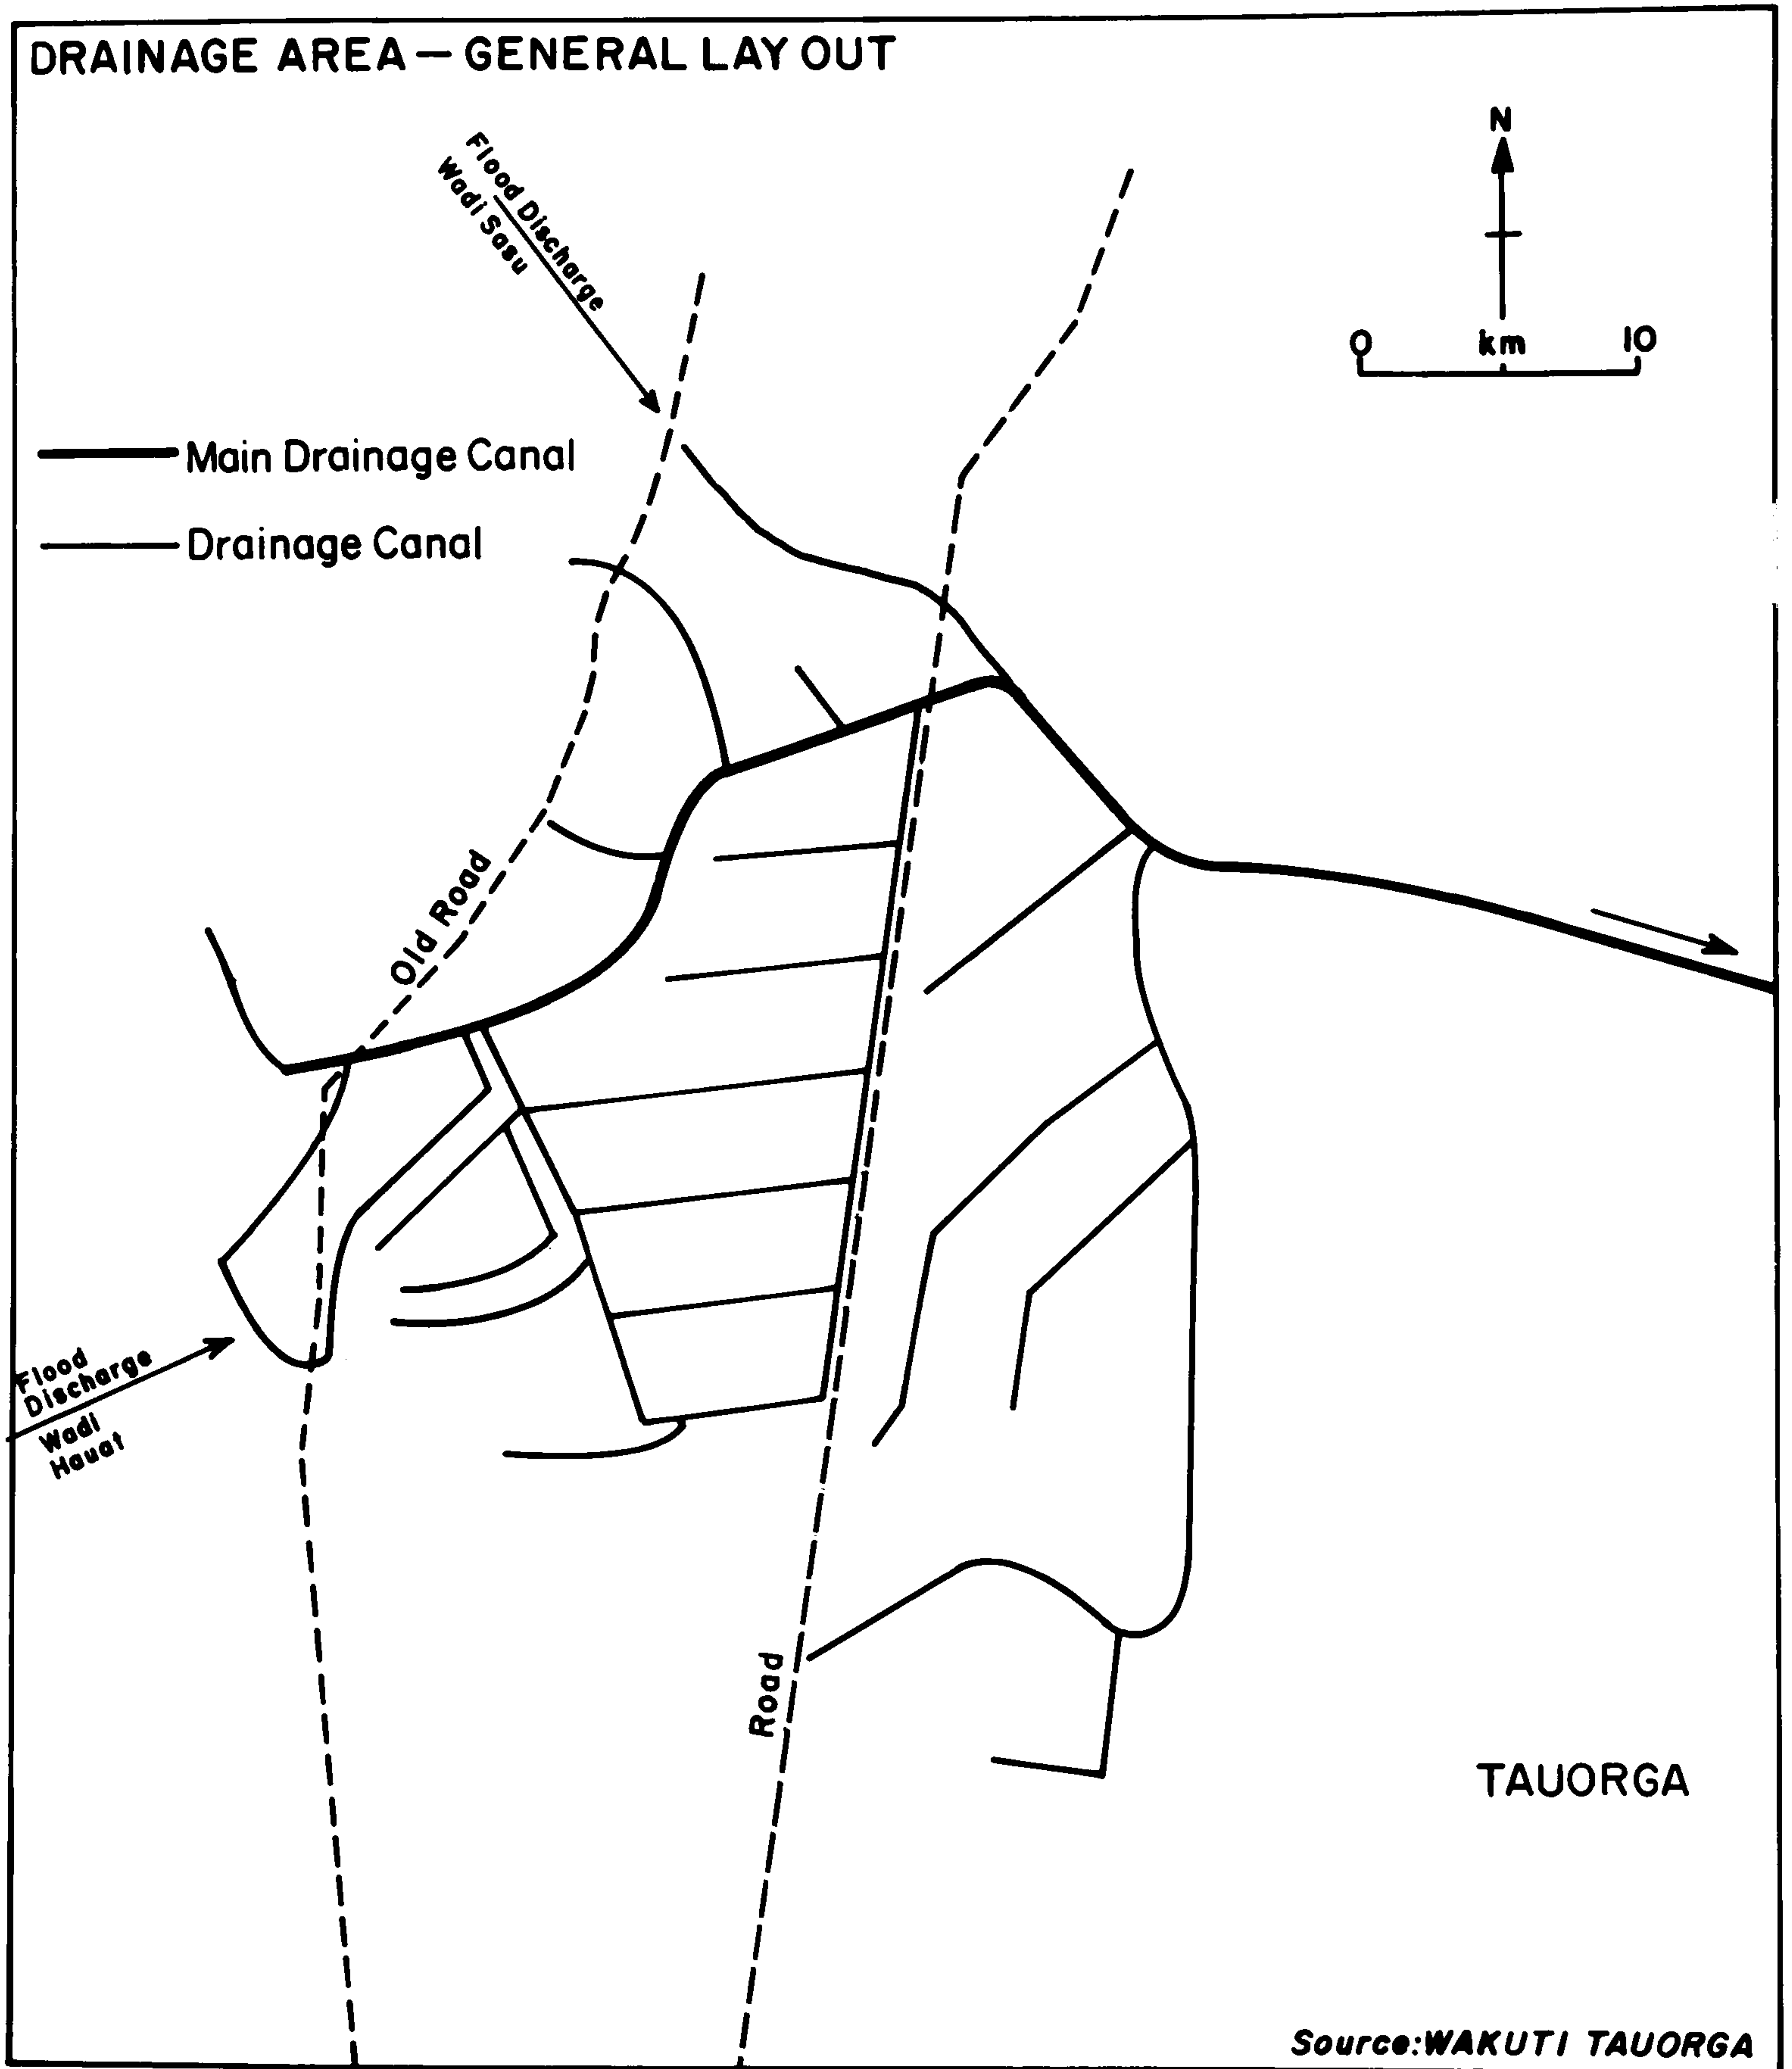 DRAINAGE AREA — GENERAL LAY OUT
Flood Discharge
Wadi Sasu
N
0 km 10
Main Drainage Canal
Drainage Canal
Old Road
Flood
Discharge
Wadi
Hauat
Road
TAUORGA
Source:WAKUTI TAUORGA